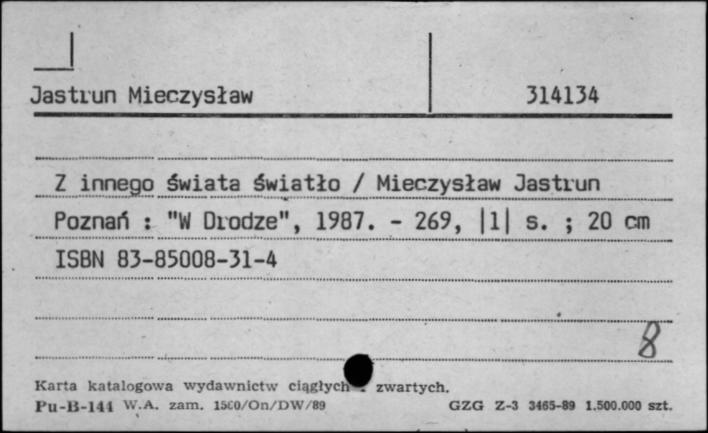 Jastrun Mieczysław 314134
Z innego świata światło / Mieczysław Jastrun
Poznań : "W Drodze", 1987. - 269, |1| s. ; 20 cm
ISBN 83-85008-31-4
8
Karta katalogowa wydawnictw ciągłych zwartych.
Pu-B-144 W.A. zam. 1500/On/DW/89 GZG Z-3 3465-89 1.500.000 szt.